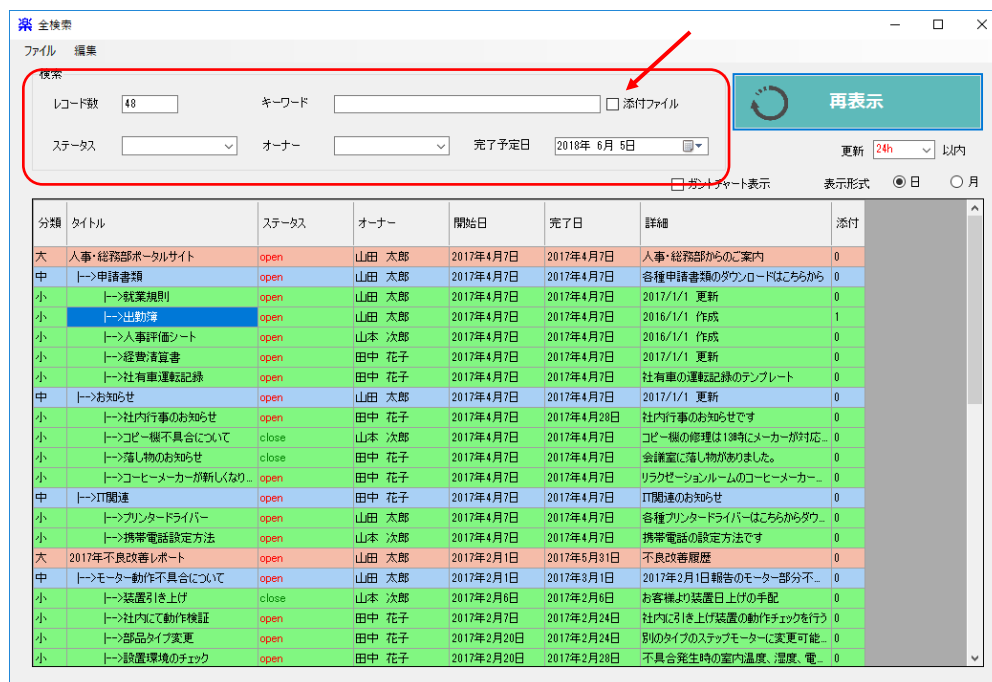 楽 全検索
ファイル 編集
検索
レコード数 48 キーワード 添付ファイル
再表示
ステータス オーナー 完了予定日 2018年 6月 5日
更新 24h 以内
ガントチャート表示 表示形式 日 月
分類 タイトル ステータス オーナー 開始日 完了日 詳細 添付
大 人事・総務部ポータルサイト open 山田 太郎 2017年4月7日 2017年4月7日 人事・総務部からのご案内 0
中 |-->申請書類 open 山田 太郎 2017年4月7日 2017年4月7日 各種申請書類のダウンロードはこちらから 0
小 |-->就業規則 open 山田 太郎 2017年4月7日 2017年4月7日 2017/1/1 更新 0
小 |-->出勤簿 open 山田 太郎 2017年4月7日 2017年4月7日 2016/1/1 作成 1
小 |-->人事評価シート open 山本 次郎 2017年4月7日 2017年4月7日 2016/1/1 作成 0
小 |-->経費清算書 open 田中 花子 2017年4月7日 2017年4月7日 2017/1/1 更新 0
小 |-->社有車運転記録 open 田中 花子 2017年4月7日 2017年4月7日 社有車の運転記録のテンプレート 0
中 |-->お知らせ open 山田 太郎 2017年4月7日 2017年4月7日 2017/1/1 更新 0
小 |-->社内行事のお知らせ open 田中 花子 2017年4月7日 2017年4月28日 社内行事のお知らせです 0
小 |-->コピー機不具合について close 山本 次郎 2017年4月7日 2017年4月7日 コピー機の修理は13時にメーカーが対応... 0
小 |-->落し物のお知らせ close 田中 花子 2017年4月7日 2017年4月7日 会議室に落し物がありました。 0
小 |-->コーヒーメーカーが新しくなり... open 田中 花子 2017年4月7日 2017年4月7日 リラクゼーションルームのコーヒーメーカー... 0
中 |-->IT関連 open 田中 花子 2017年4月7日 2017年4月7日 IT関連のお知らせ 0
小 |-->プリンタードライバー open 山田 太郎 2017年4月7日 2017年4月7日 各種プリンタードライバーはこちらからダウ... 0
小 |-->携帯電話設定方法 open 山本 次郎 2017年4月7日 2017年4月7日 携帯電話の設定方法です 0
大 2017年不良改善レポート open 山田 太郎 2017年2月1日 2017年5月31日 不良改善履歴 0
中 |-->モーター動作不具合について open 山田 太郎 2017年2月1日 2017年3月1日 2017年2月1日報告のモーター部分不... 0
小 |-->装置引き上げ close 山本 次郎 2017年2月6日 2017年2月6日 お客様より装置日上げの手配 0
小 |-->社内にて動作検証 open 田中 花子 2017年2月7日 2017年2月24日 社内に引き上げ装置の動作チェックを行う 0
小 |-->部品タイプ変更 open 田中 花子 2017年2月20日 2017年2月24日 別のタイプのステップモーターに変更可能... 0
小 |-->設置環境のチェック open 田中 花子 2017年2月20日 2017年2月28日 不具合発生時の室内温度、湿度、電... 0